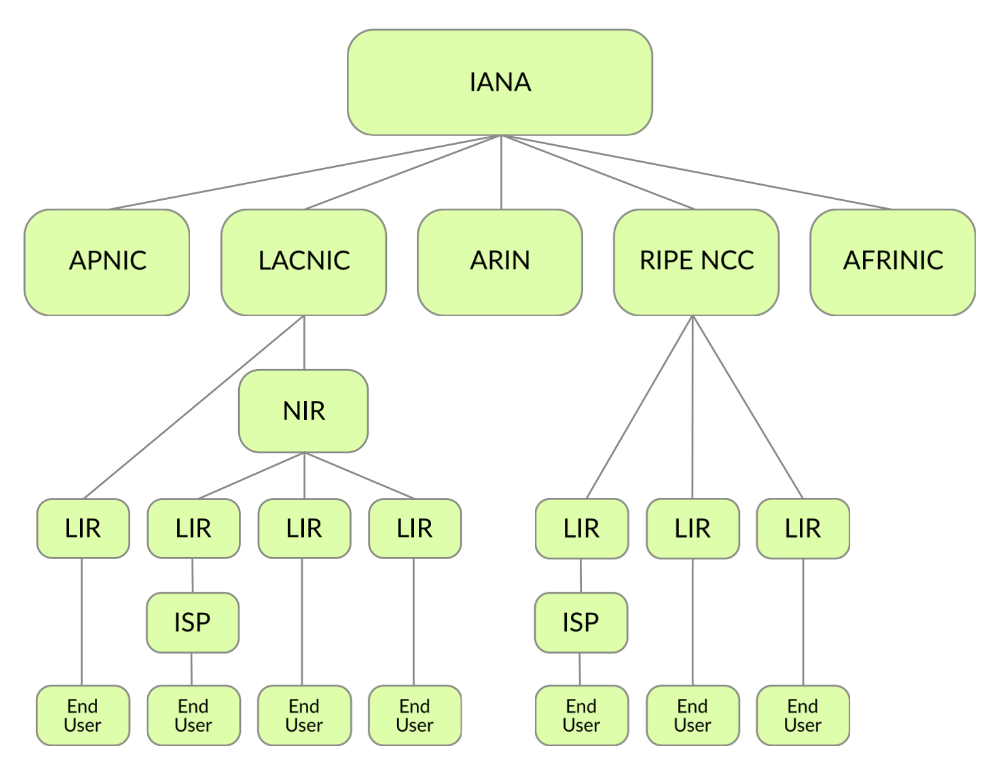 IANA
APNIC
LACNIC
ARIN
RIPE NCC
AFRINIC
NIR
LIR
LIR
LIR
LIR
LIR
LIR
LIR
ISP
ISP
End
User
End
User
End
User
End
User
End
User
End
User
End
User